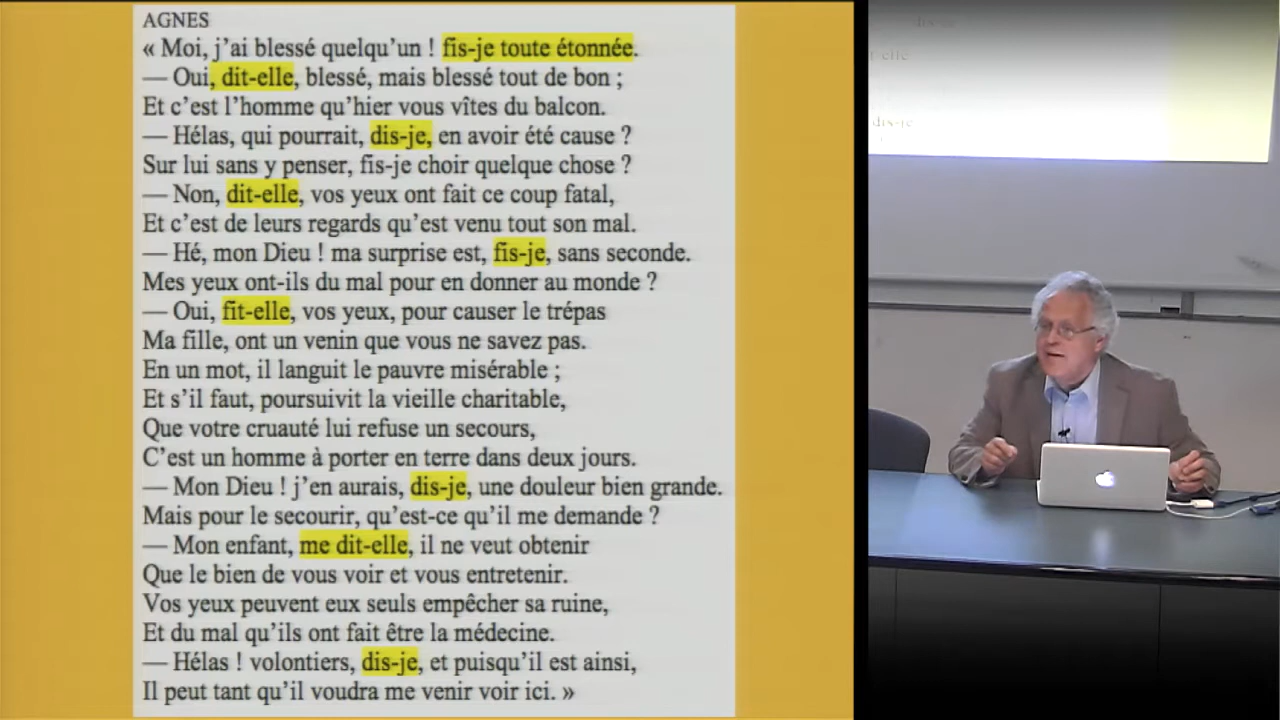 AGNES
« Moi, j’ai blessé quelqu’un ! fis-je toute étonnée.
— Oui, dit-elle, blessé, mais blessé tout de bon ;
Et c’est l’homme qu’hier vous vîtes du balcon.
— Hélas, qui pourrait, dis-je, en avoir été cause ?
Sur lui sans y penser, fis-je choir quelque chose ?
— Non, dit-elle, vos yeux ont fait ce coup fatal,
Et c’est de leurs regards qu’est venu tout son mal.
— Hé, mon Dieu ! ma surprise est, fis-je, sans seconde.
Mes yeux ont-ils du mal pour en donner au monde ?
— Oui, fit-elle, vos yeux, pour causer le trépas
Ma fille, ont un venin que vous ne savez pas.
En un mot, il languit le pauvre misérable ;
Et s’il faut, poursuivit la vieille charitable,
Que votre cruauté lui refuse un secours,
C’est un homme à porter en terre dans deux jours.
— Mon Dieu ! j’en aurais, dis-je, une douleur bien grande.
Mais pour le secourir, qu’est-ce qu’il me demande ?
— Mon enfant, me dit-elle, il ne veut obtenir
Que le bien de vous voir et vous entretenir.
Vos yeux peuvent eux seuls empêcher sa ruine,
Et du mal qu’ils ont fait être la médecine.
— Hélas ! volontiers, dis-je, et puisqu’il est ainsi,
Il peut tant qu’il voudra me venir voir ici. »
dis-je